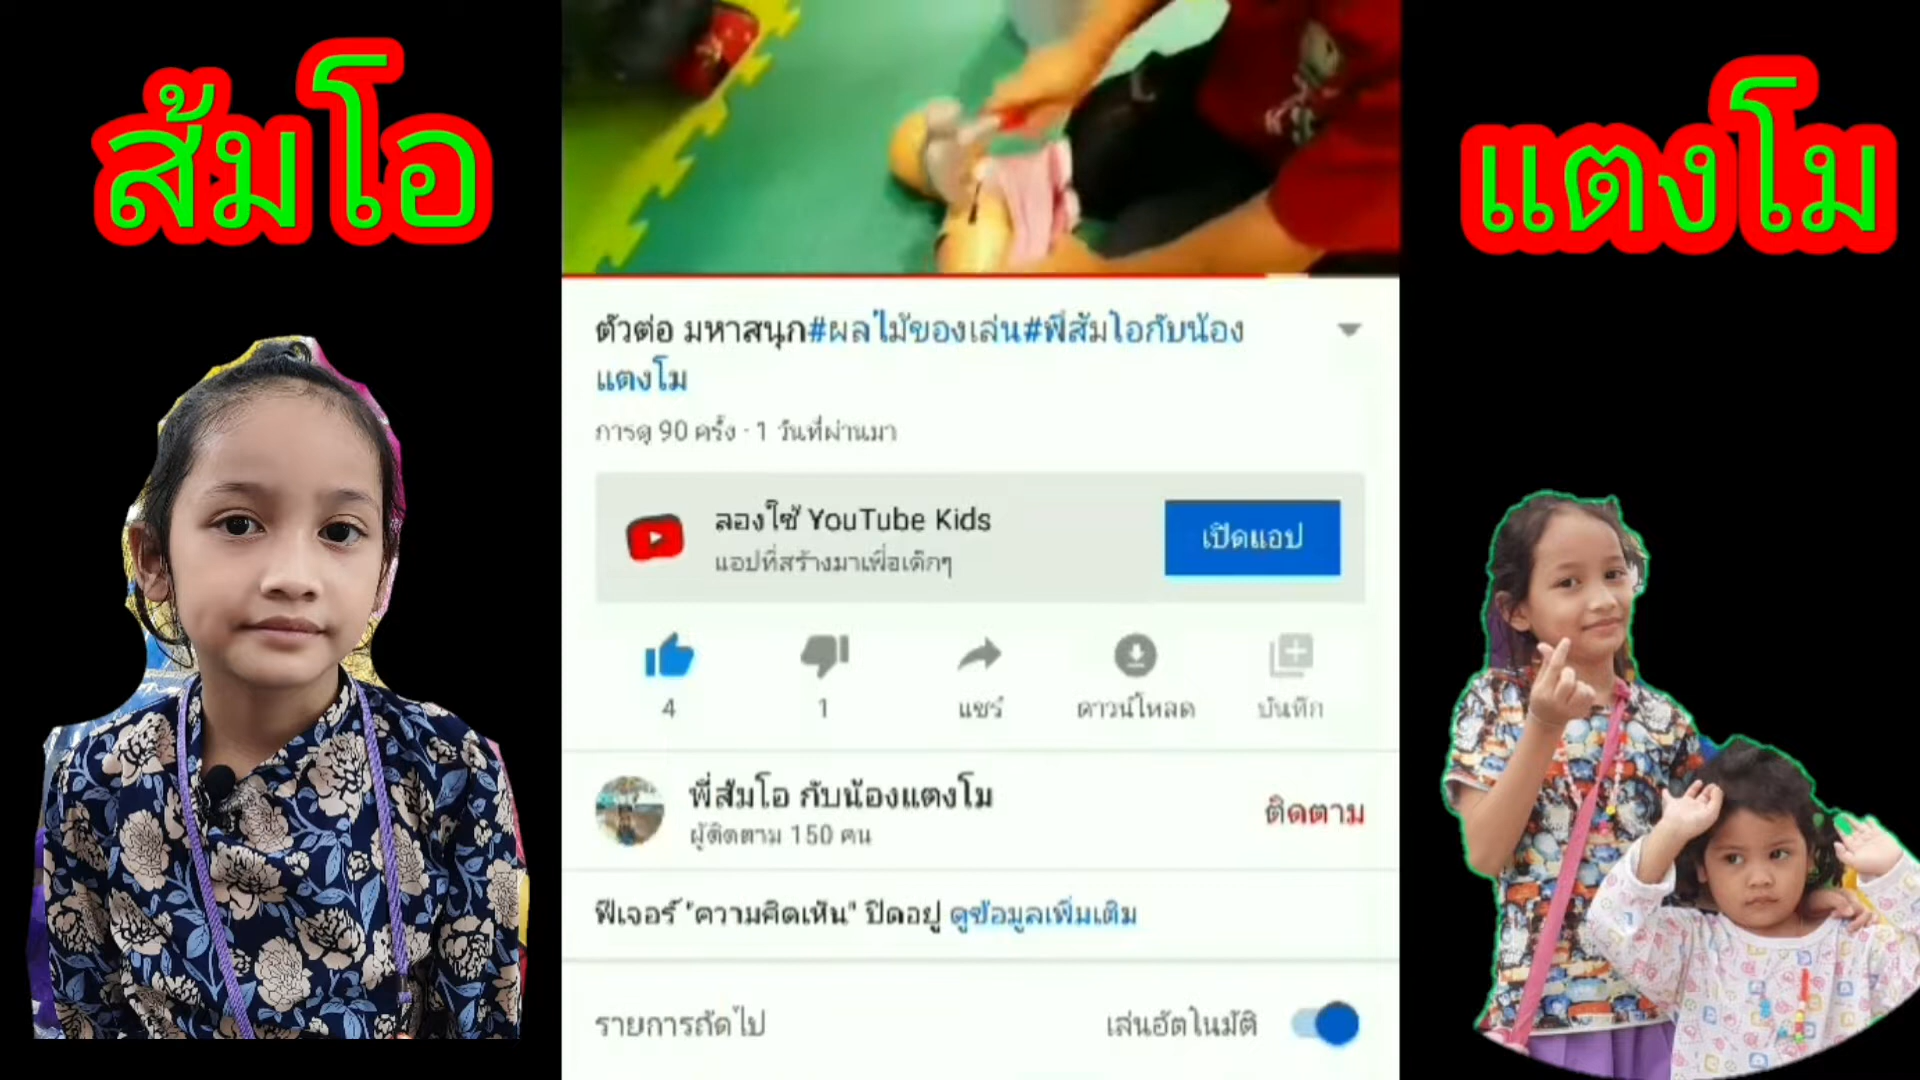 ส้มโอ
แตงโม
ตัวต่อ มหาสนุก#ผลไม้ของเล่น#พี่ส้มโอกับน้อง
แตงโม
การดู 90 ครั้ง · 1 วันที่ผ่านมา
ลองใช้ YouTube Kids
แอปที่สร้างมาเพื่อเด็กๆ
เปิดแอป
4
1
แชร์
ดาวน์โหลด
บันทึก
พี่ส้มโอ กับน้องแตงโม
ผู้ติดตาม 150 คน
ติดตาม
ฟีเจอร์ "ความคิดเห็น" ปิดอยู่ ดูข้อมูลเพิ่มเติม
รายการถัดไป
เล่นอัตโนมัติ